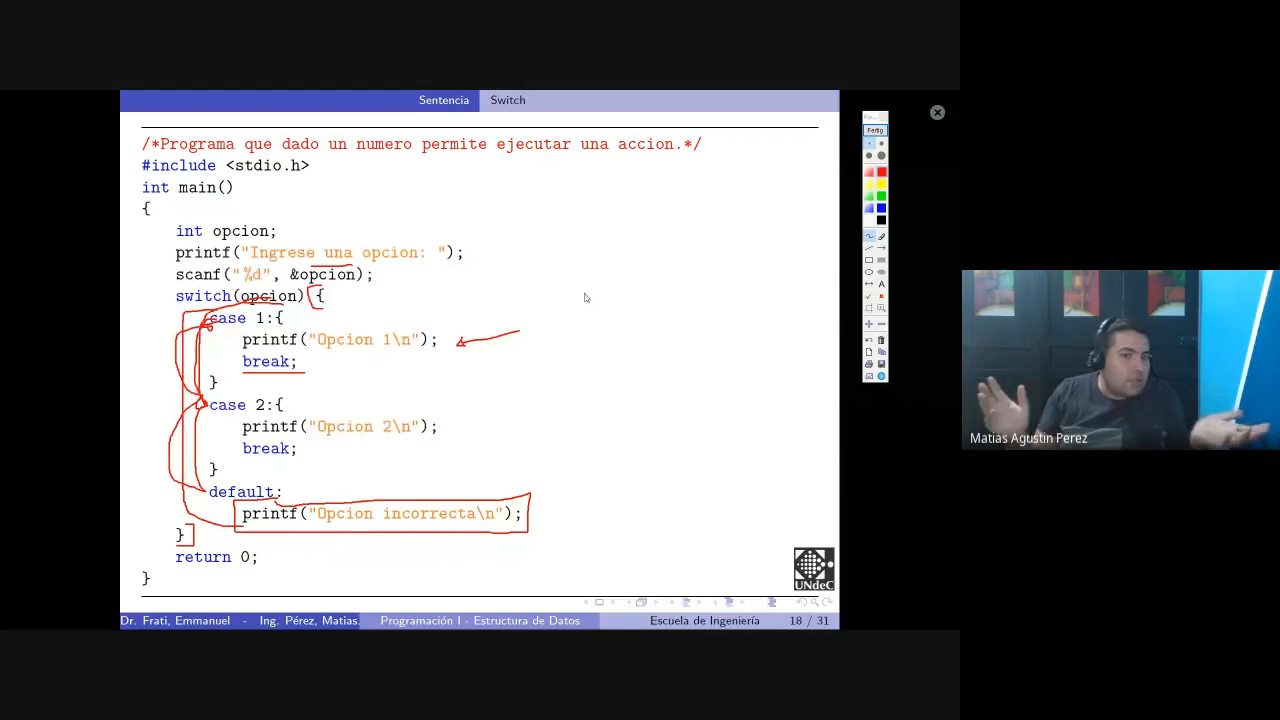 Sentencia Switch
/*Programa que dado un numero permite ejecutar una accion.*/
#include <stdio.h>
int main()
{
int opcion;
printf("Ingrese una opcion: ");
scanf("%d", &opcion);
switch(opcion) {
case 1:{
printf("Opcion 1\n");
break;
}
case 2:{
printf("Opcion 2\n");
break;
}
default:
printf("Opcion incorrecta\n");
}
return 0;
}
UNdeC
Dr. Frati, Emmanuel - Ing. Pérez, Matias. Programación I - Estructura de Datos Escuela de Ingeniería 18 / 31
Fertig
A
Matias Agustin Perez